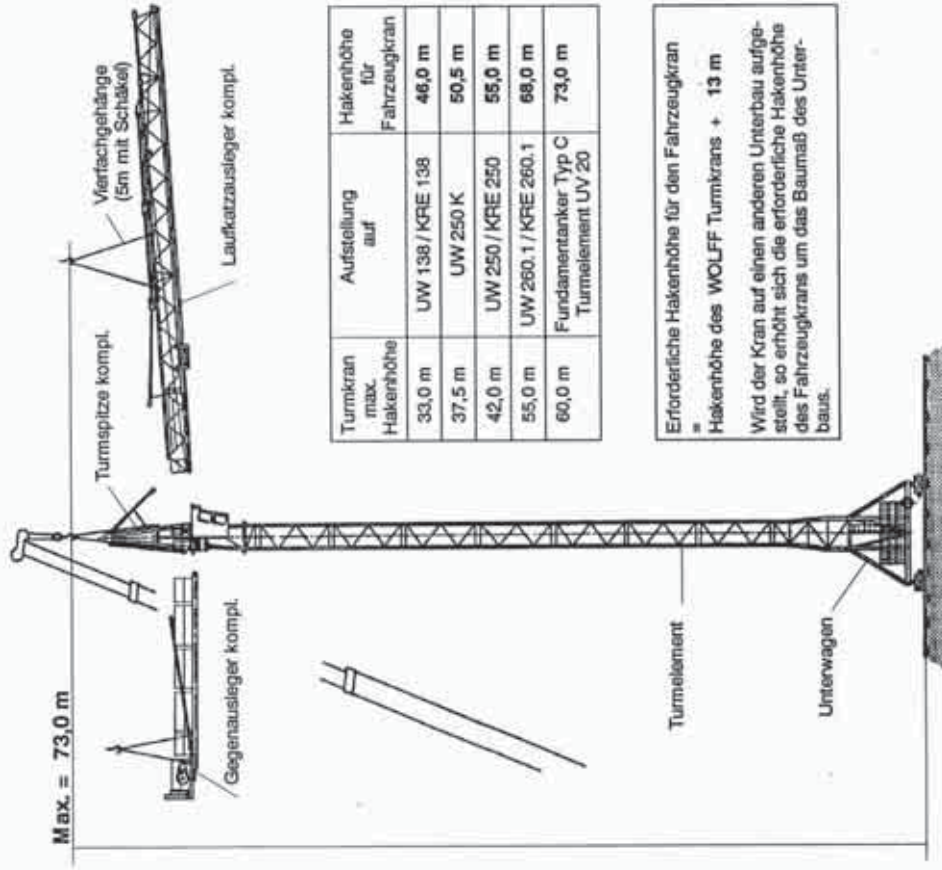 Max. = 73,0 m
Turmspitze kompl.
Vierfachgehänge
(5m mit Schäkel)
Laufkatzausleger kompl.
Gegenausleger kompl.
Turmelement
Unterwagen
Turmkran
max.
Hakenhöhe
Aufstellung
auf
Hakenhöhe
für
Fahrzeugkran
33,0 m UW 138 / KRE 138 46,0 m
37,5 m UW 250 K 50,5 m
42,0 m UW 250 / KRE 250 55,0 m
55,0 m UW 260.1 / KRE 260.1 68,0 m
60,0 m Fundamentanker Typ C 73,0 m
Turmelement UV 20
Erforderliche Hakenhöhe für den Fahrzeugkran
=
Hakenhöhe des WOLFF Turmkrans + 13 m
Wird der Kran auf einen anderen Unterbau aufge-
stellt, so erhöht sich die erforderliche Hakenhöhe
des Fahrzeugkrans um das Baumaß des Unter-
baus.